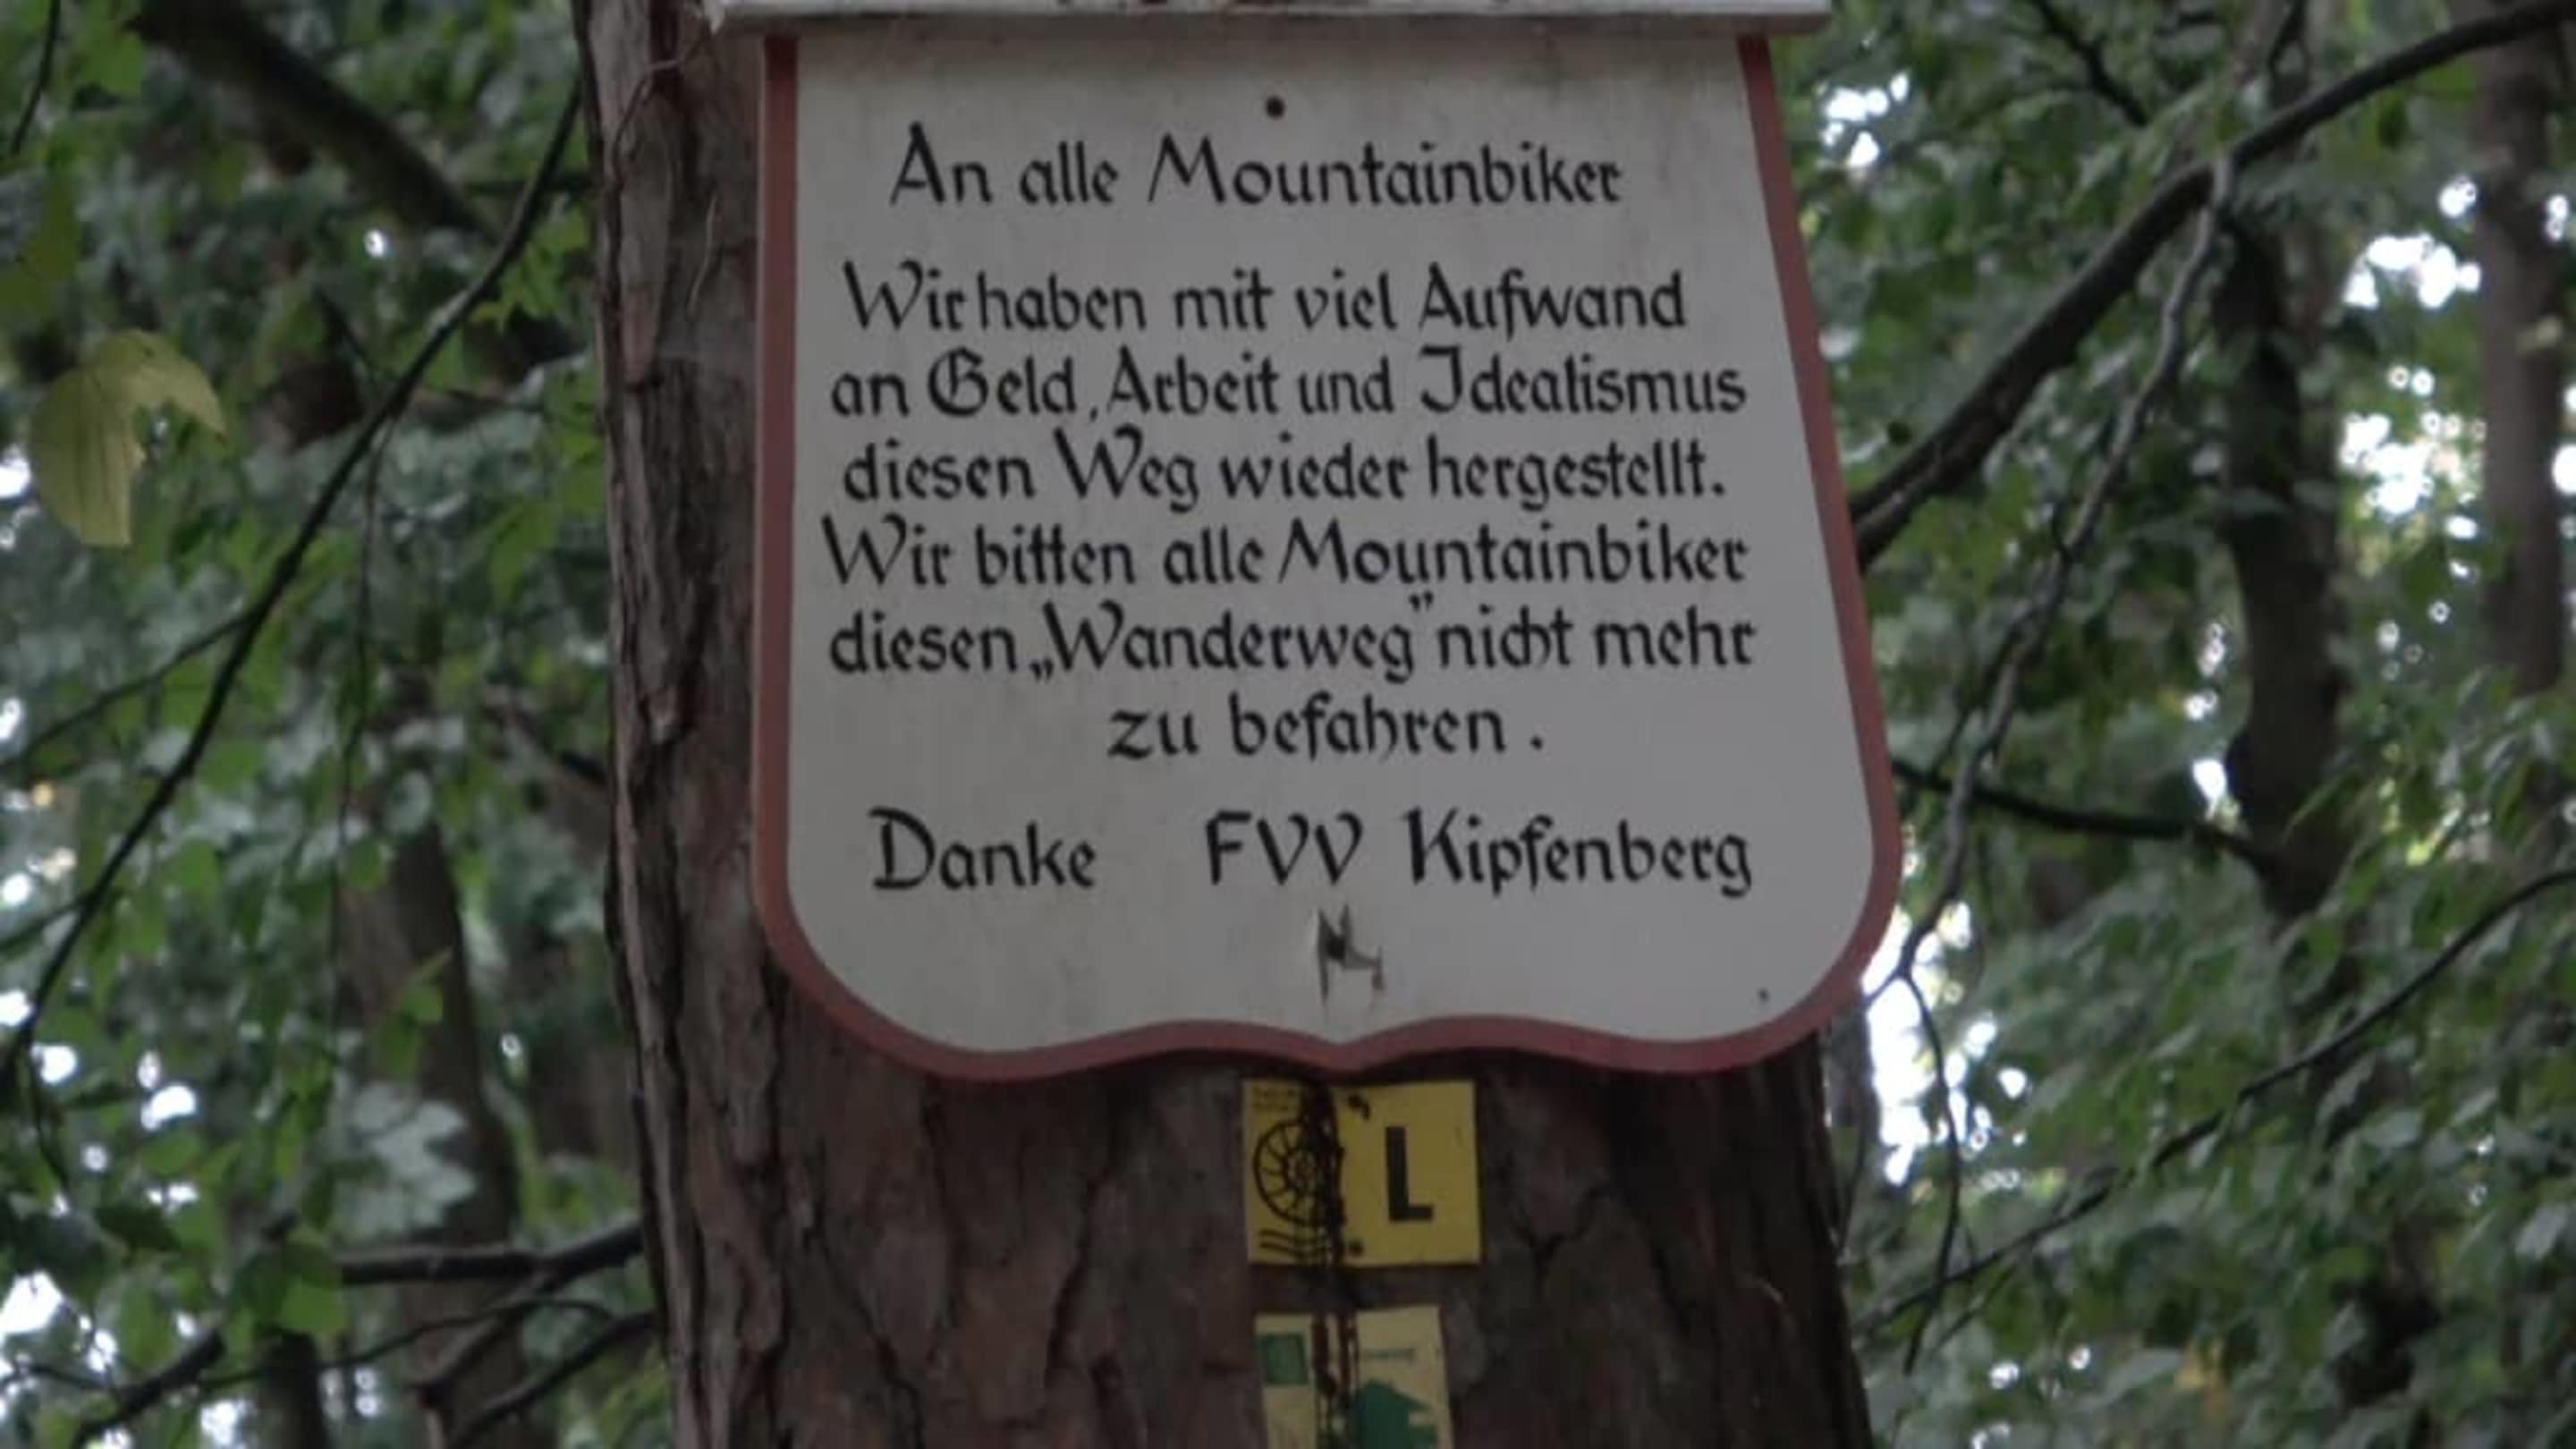 An alle Mountainbiker
Wir haben mit viel Aufwand
an Geld, Arbeit und Idealismus
diesen Weg wieder hergestellt.
Wir bitten alle Mountainbiker
diesen „Wanderweg” nicht mehr
zu befahren.
Danke FVV Kipfenberg
L